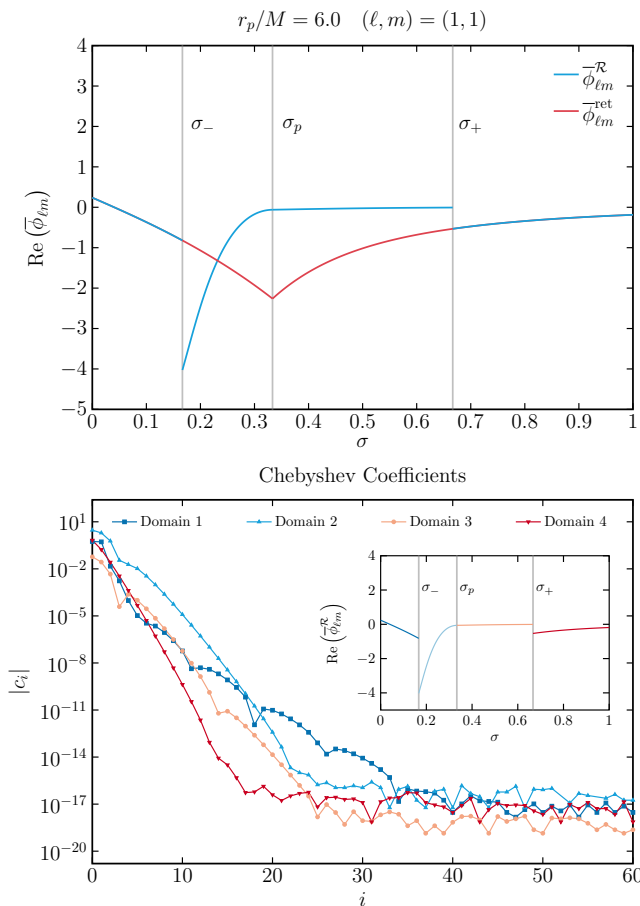 r_p/M = 6.0 (ℓ, m) = (1, 1)
Re (ϕ̅_ℓm)
4
3
2
1
0
−1
−2
−3
−4
−5
σ_−
σ_p
σ_+
ϕ̅^ℛ_ℓm
ϕ̅^ret_ℓm
0 0.1 0.2 0.3 0.4 0.5 0.6 0.7 0.8 0.9 1
σ
Chebyshev Coefficients
|c_i|
10^1
10^−2
10^−5
10^−8
10^−11
10^−14
10^−17
10^−20
Domain 1 Domain 2 Domain 3 Domain 4
Re (ϕ̅^ℛ_ℓm)
4
2
0
−2
−4
σ_− σ_p σ_+
0 0.2 0.4 0.6 0.8 1
σ
0 10 20 30 40 50 60
i